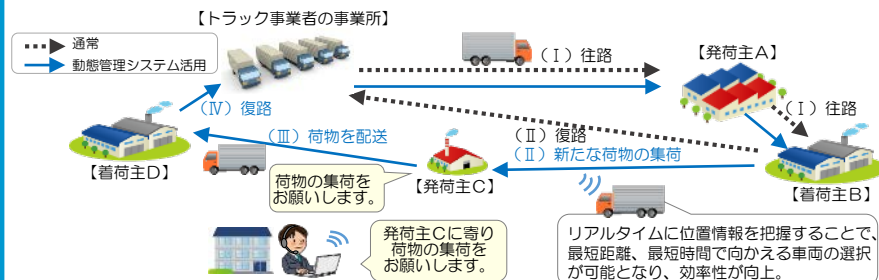 【トラック事業者の事業所】
通常
動態管理システム活用
(Ⅰ)往路
【発荷主A】
(Ⅳ)復路
(Ⅰ)往路
(Ⅲ)荷物を配送
(Ⅱ)復路
(Ⅱ)新たな荷物の集荷
【着荷主D】
【発荷主C】
【着荷主B】
荷物の集荷を
お願いします。
発荷主Cに寄り
荷物の集荷を
お願いします。
リアルタイムに位置情報を把握することで、
最短距離、最短時間で向かえる車両の選択
が可能となり、効率性が向上。